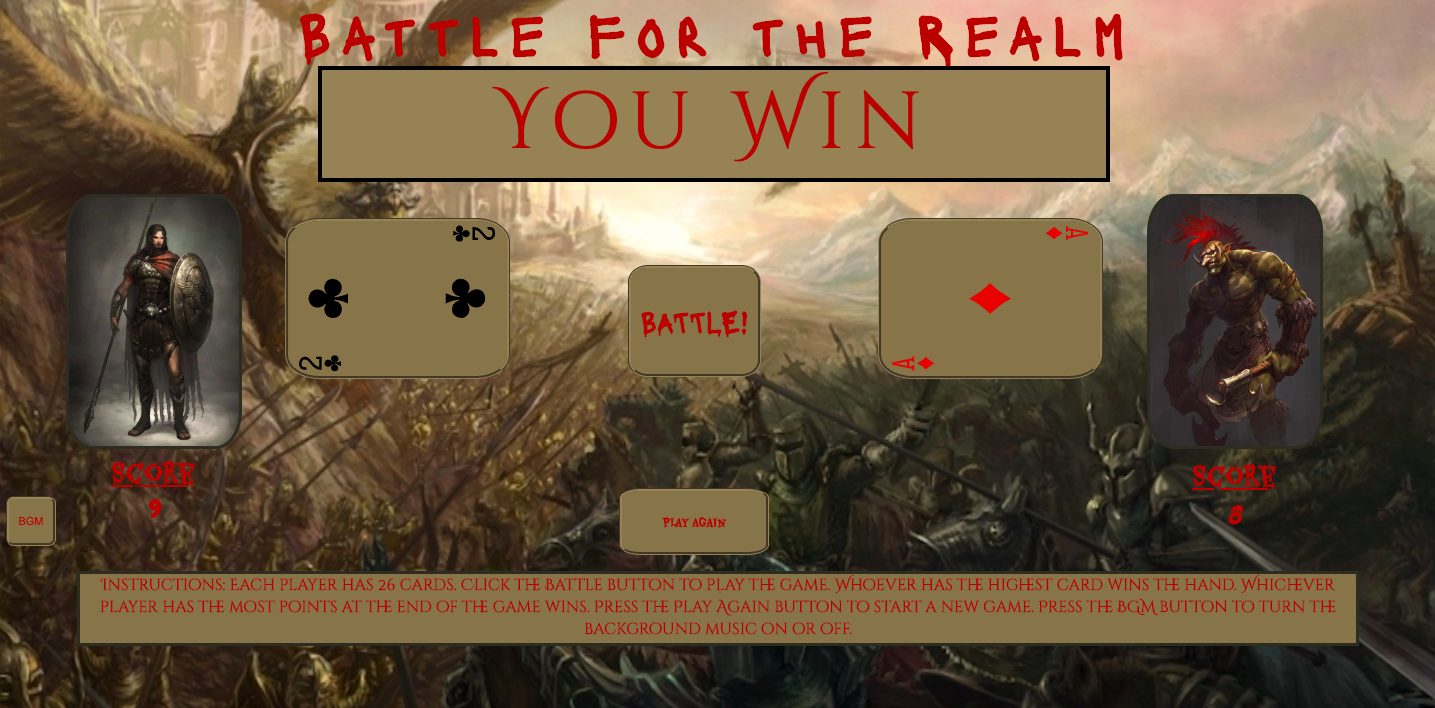 Battle For the Realm
You Win
2
2
A
A
BATTLE!
SCORE
9
SCORE
8
BGM
PLAY AGAIN
Instructions: Each player has 26 cards. Click the Battle button to play the game. Whoever has the highest card wins the hand. Whichever
player has the most points at the end of the game wins. Press the Play Again button to start a new game. Press the BGM button to turn the
background music on or off.